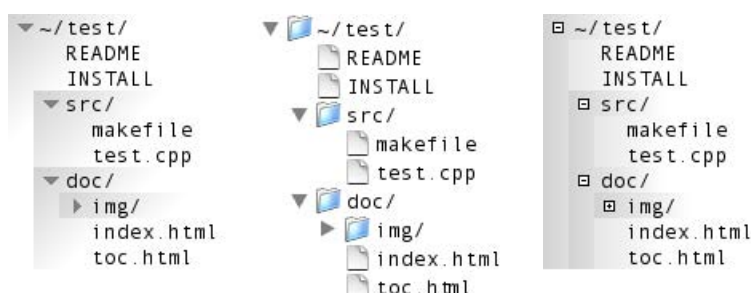 ~/test/
README
INSTALL
src/
makefile
test.cpp
doc/
img/
index.html
toc.html
~/test/
README
INSTALL
src/
makefile
test.cpp
doc/
img/
index.html
toc.html
~/test/
README
INSTALL
src/
makefile
test.cpp
doc/
img/
index.html
toc.html